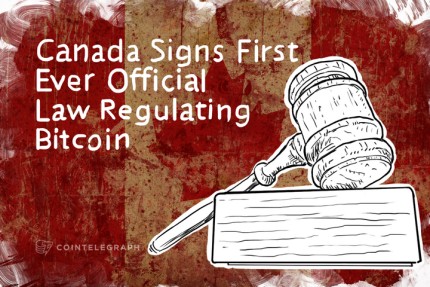 Canada Signs First
Ever Official
Law Regulating
Bitcoin
COINTELEGRAPH